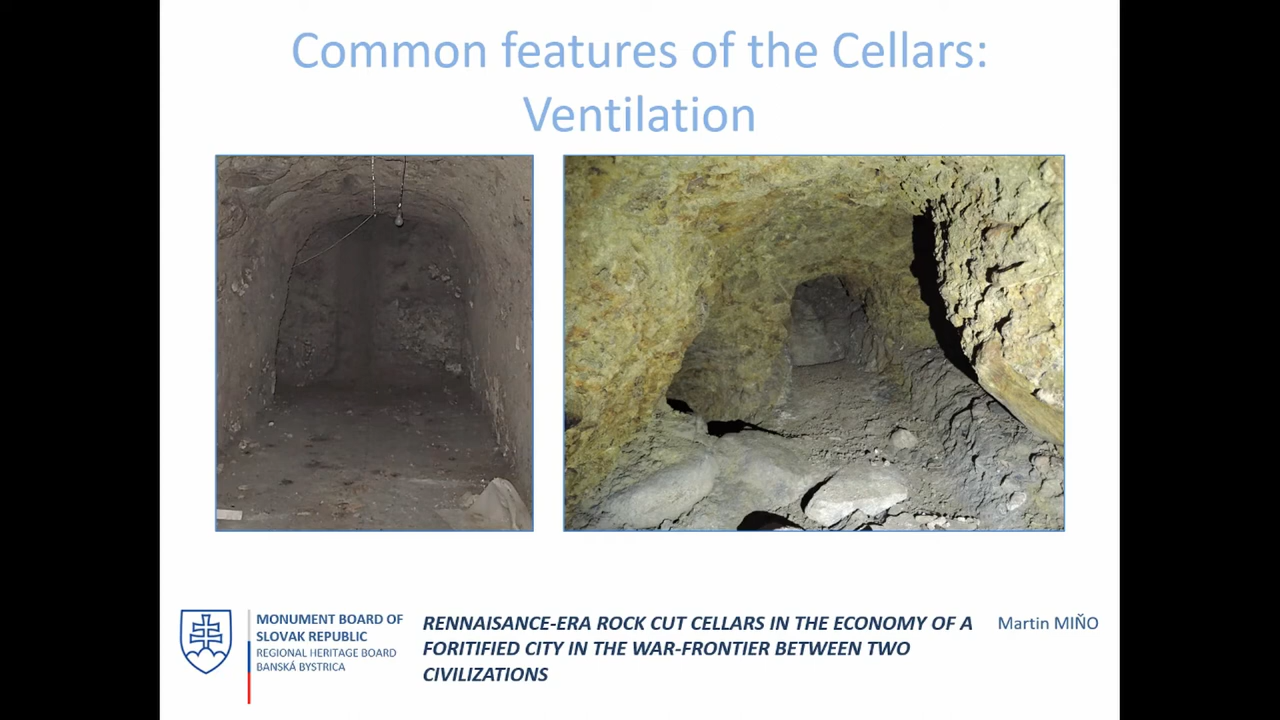 Common features of the Cellars:
Ventilation
MONUMENT BOARD OF
SLOVAK REPUBLIC
REGIONAL HERITAGE BOARD
BANSKÁ BYSTRICA
RENNAISANCE-ERA ROCK CUT CELLARS IN THE ECONOMY OF A
FORITIFIED CITY IN THE WAR-FRONTIER BETWEEN TWO
CIVILIZATIONS
Martin MIŇO